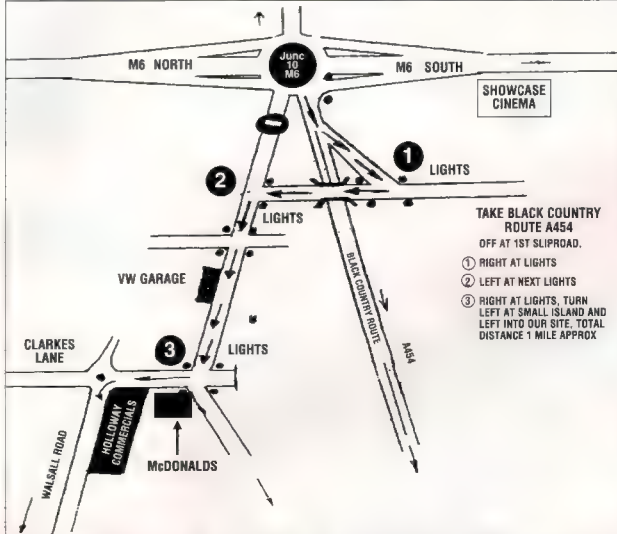 Junc
10
M6
M6 NORTH
M6 SOUTH
SHOWCASE
CINEMA
1
LIGHTS
2
LIGHTS
TAKE BLACK COUNTRY
ROUTE A454
OFF AT 1ST SLIPROAD.
1 RIGHT AT LIGHTS
2 LEFT AT NEXT LIGHTS
3 RIGHT AT LIGHTS, TURN
LEFT AT SMALL ISLAND AND
LEFT INTO OUR SITE, TOTAL
DISTANCE 1 MILE APPROX
VW GARAGE
BLACK COUNTRY ROUTE
A454
CLARKES
LANE
3
LIGHTS
HOLLOWAY
COMMERCIALS
WALSALL ROAD
McDONALDS